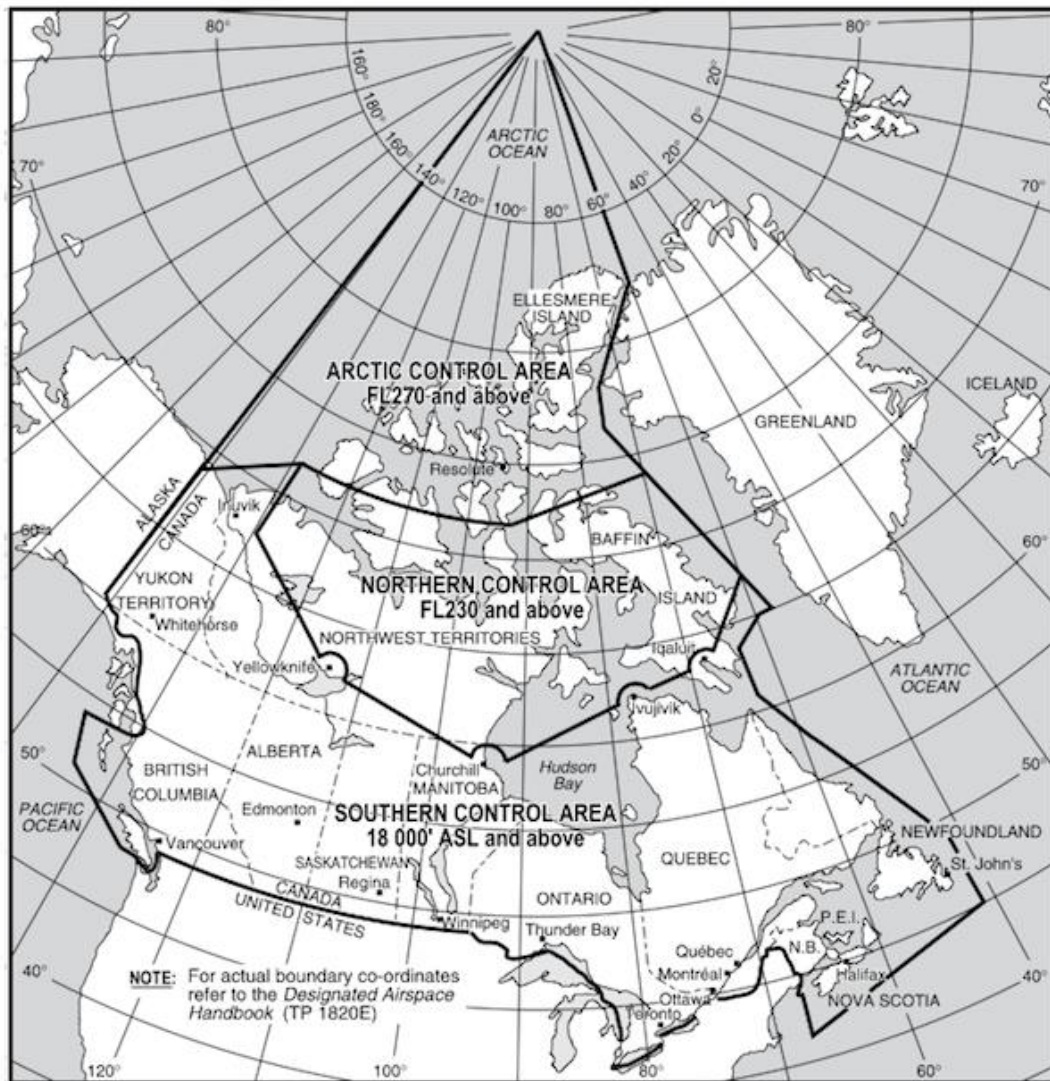 80°
80°
160°
180°
160°
140°
120°
100°
80°
60°
40°
20°
0°
20°
70°
70°
ARCTIC
OCEAN
ELLESMERE
ISLAND
ARCTIC CONTROL AREA
FL270 and above
ICELAND
GREENLAND
Resolute
ALASKA
CANADA
Inuvik
60°
60°
BAFFIN
ISLAND
NORTHERN CONTROL AREA
FL230 and above
YUKON
TERRITORY
Whitehorse
NORTHWEST TERRITORIES
Yellowknife
Iqaluit
ATLANTIC
OCEAN
Ivujivik
50°
50°
ALBERTA
BRITISH
COLUMBIA
Churchill
MANITOBA
Hudson
Bay
PACIFIC
OCEAN
Edmonton
SOUTHERN CONTROL AREA
18 000' ASL and above
NEWFOUNDLAND
Vancouver
QUEBEC
St. John's
SASKATCHEWAN
Regina
CANADA
UNITED STATES
ONTARIO
Winnipeg
Thunder Bay
P.E.I.
N.B.
Québec
Montréal
Halifax
40°
40°
Ottawa
NOVA SCOTIA
Toronto
NOTE: For actual boundary co-ordinates
refer to the Designated Airspace
Handbook (TP 1820E)
120°
100°
80°
60°